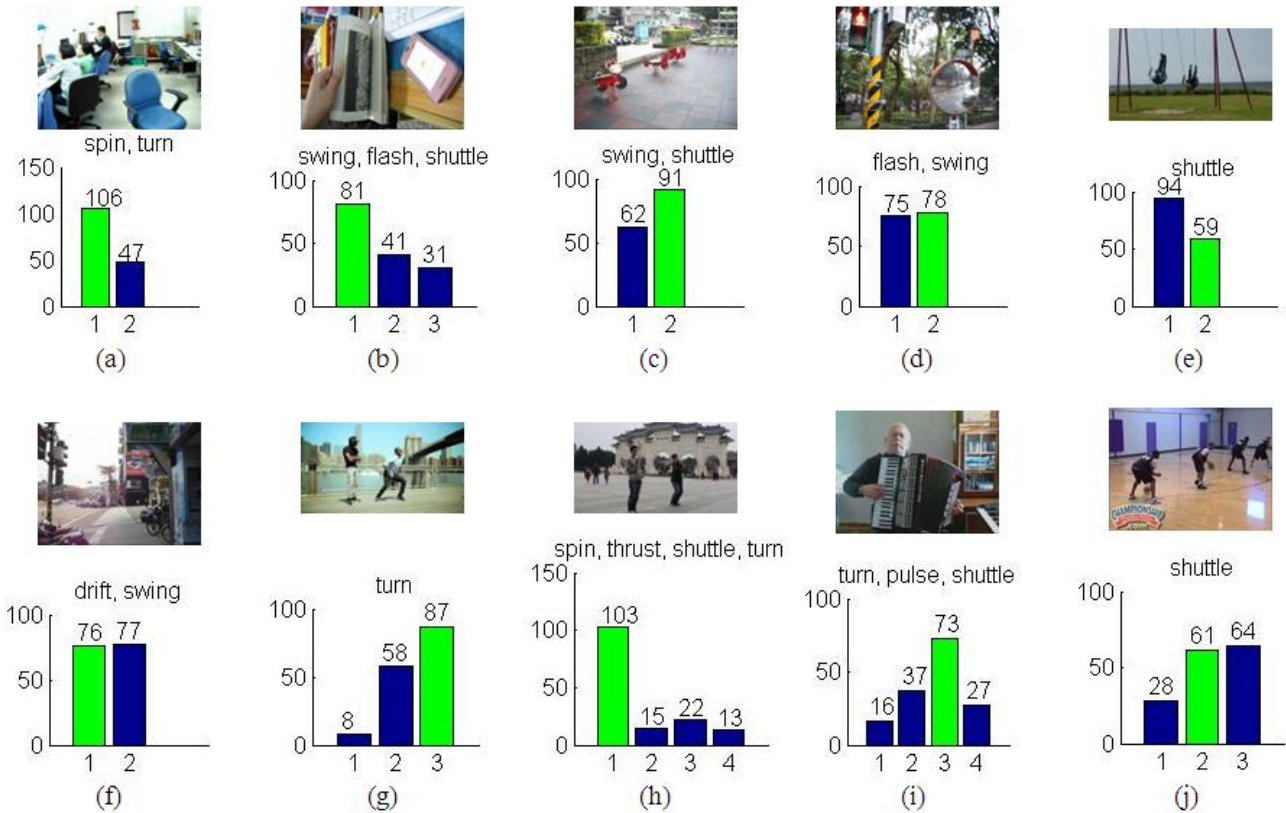 spin, turn
150
100
50
0
106
47
1 2
(a)
swing, flash, shuttle
100
50
0
81
41
31
1 2 3
(b)
swing, shuttle
100
50
0
62
91
1 2
(c)
flash, swing
100
50
0
75
78
1 2
(d)
shuttle
100
50
0
94
59
1 2
(e)
drift, swing
100
50
0
76
77
1 2
(f)
turn
100
50
0
8
58
87
1 2 3
(g)
spin, thrust, shuttle, turn
150
100
50
0
103
15
22
13
1 2 3 4
(h)
turn, pulse, shuttle
100
50
0
16
37
73
27
1 2 3 4
(i)
CHAMPIONSHIP
.com
shuttle
100
50
0
28
61
64
1 2 3
(j)